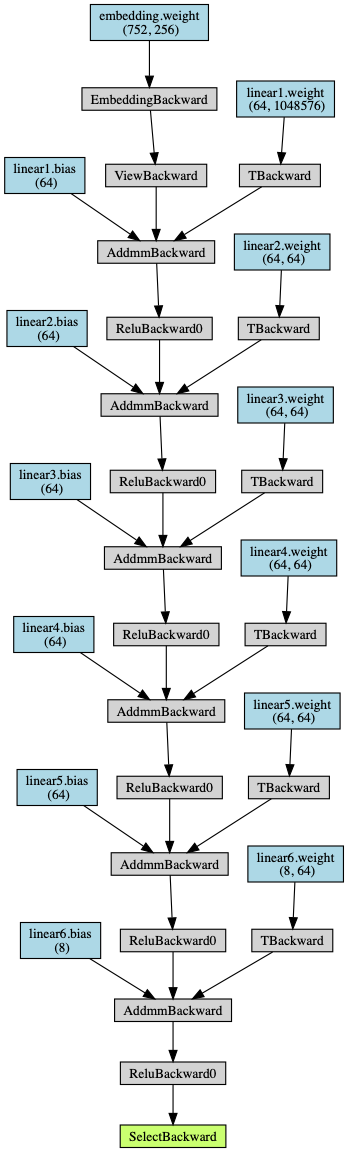 embedding.weight
(752, 256)
EmbeddingBackward
linear1.weight
(64, 1048576)
linear1.bias
(64)
ViewBackward
TBackward
AddmmBackward
linear2.weight
(64, 64)
linear2.bias
(64)
ReluBackward0
TBackward
AddmmBackward
linear3.weight
(64, 64)
linear3.bias
(64)
ReluBackward0
TBackward
AddmmBackward
linear4.weight
(64, 64)
linear4.bias
(64)
ReluBackward0
TBackward
AddmmBackward
linear5.weight
(64, 64)
linear5.bias
(64)
ReluBackward0
TBackward
AddmmBackward
linear6.weight
(8, 64)
linear6.bias
(8)
ReluBackward0
TBackward
AddmmBackward
ReluBackward0
SelectBackward